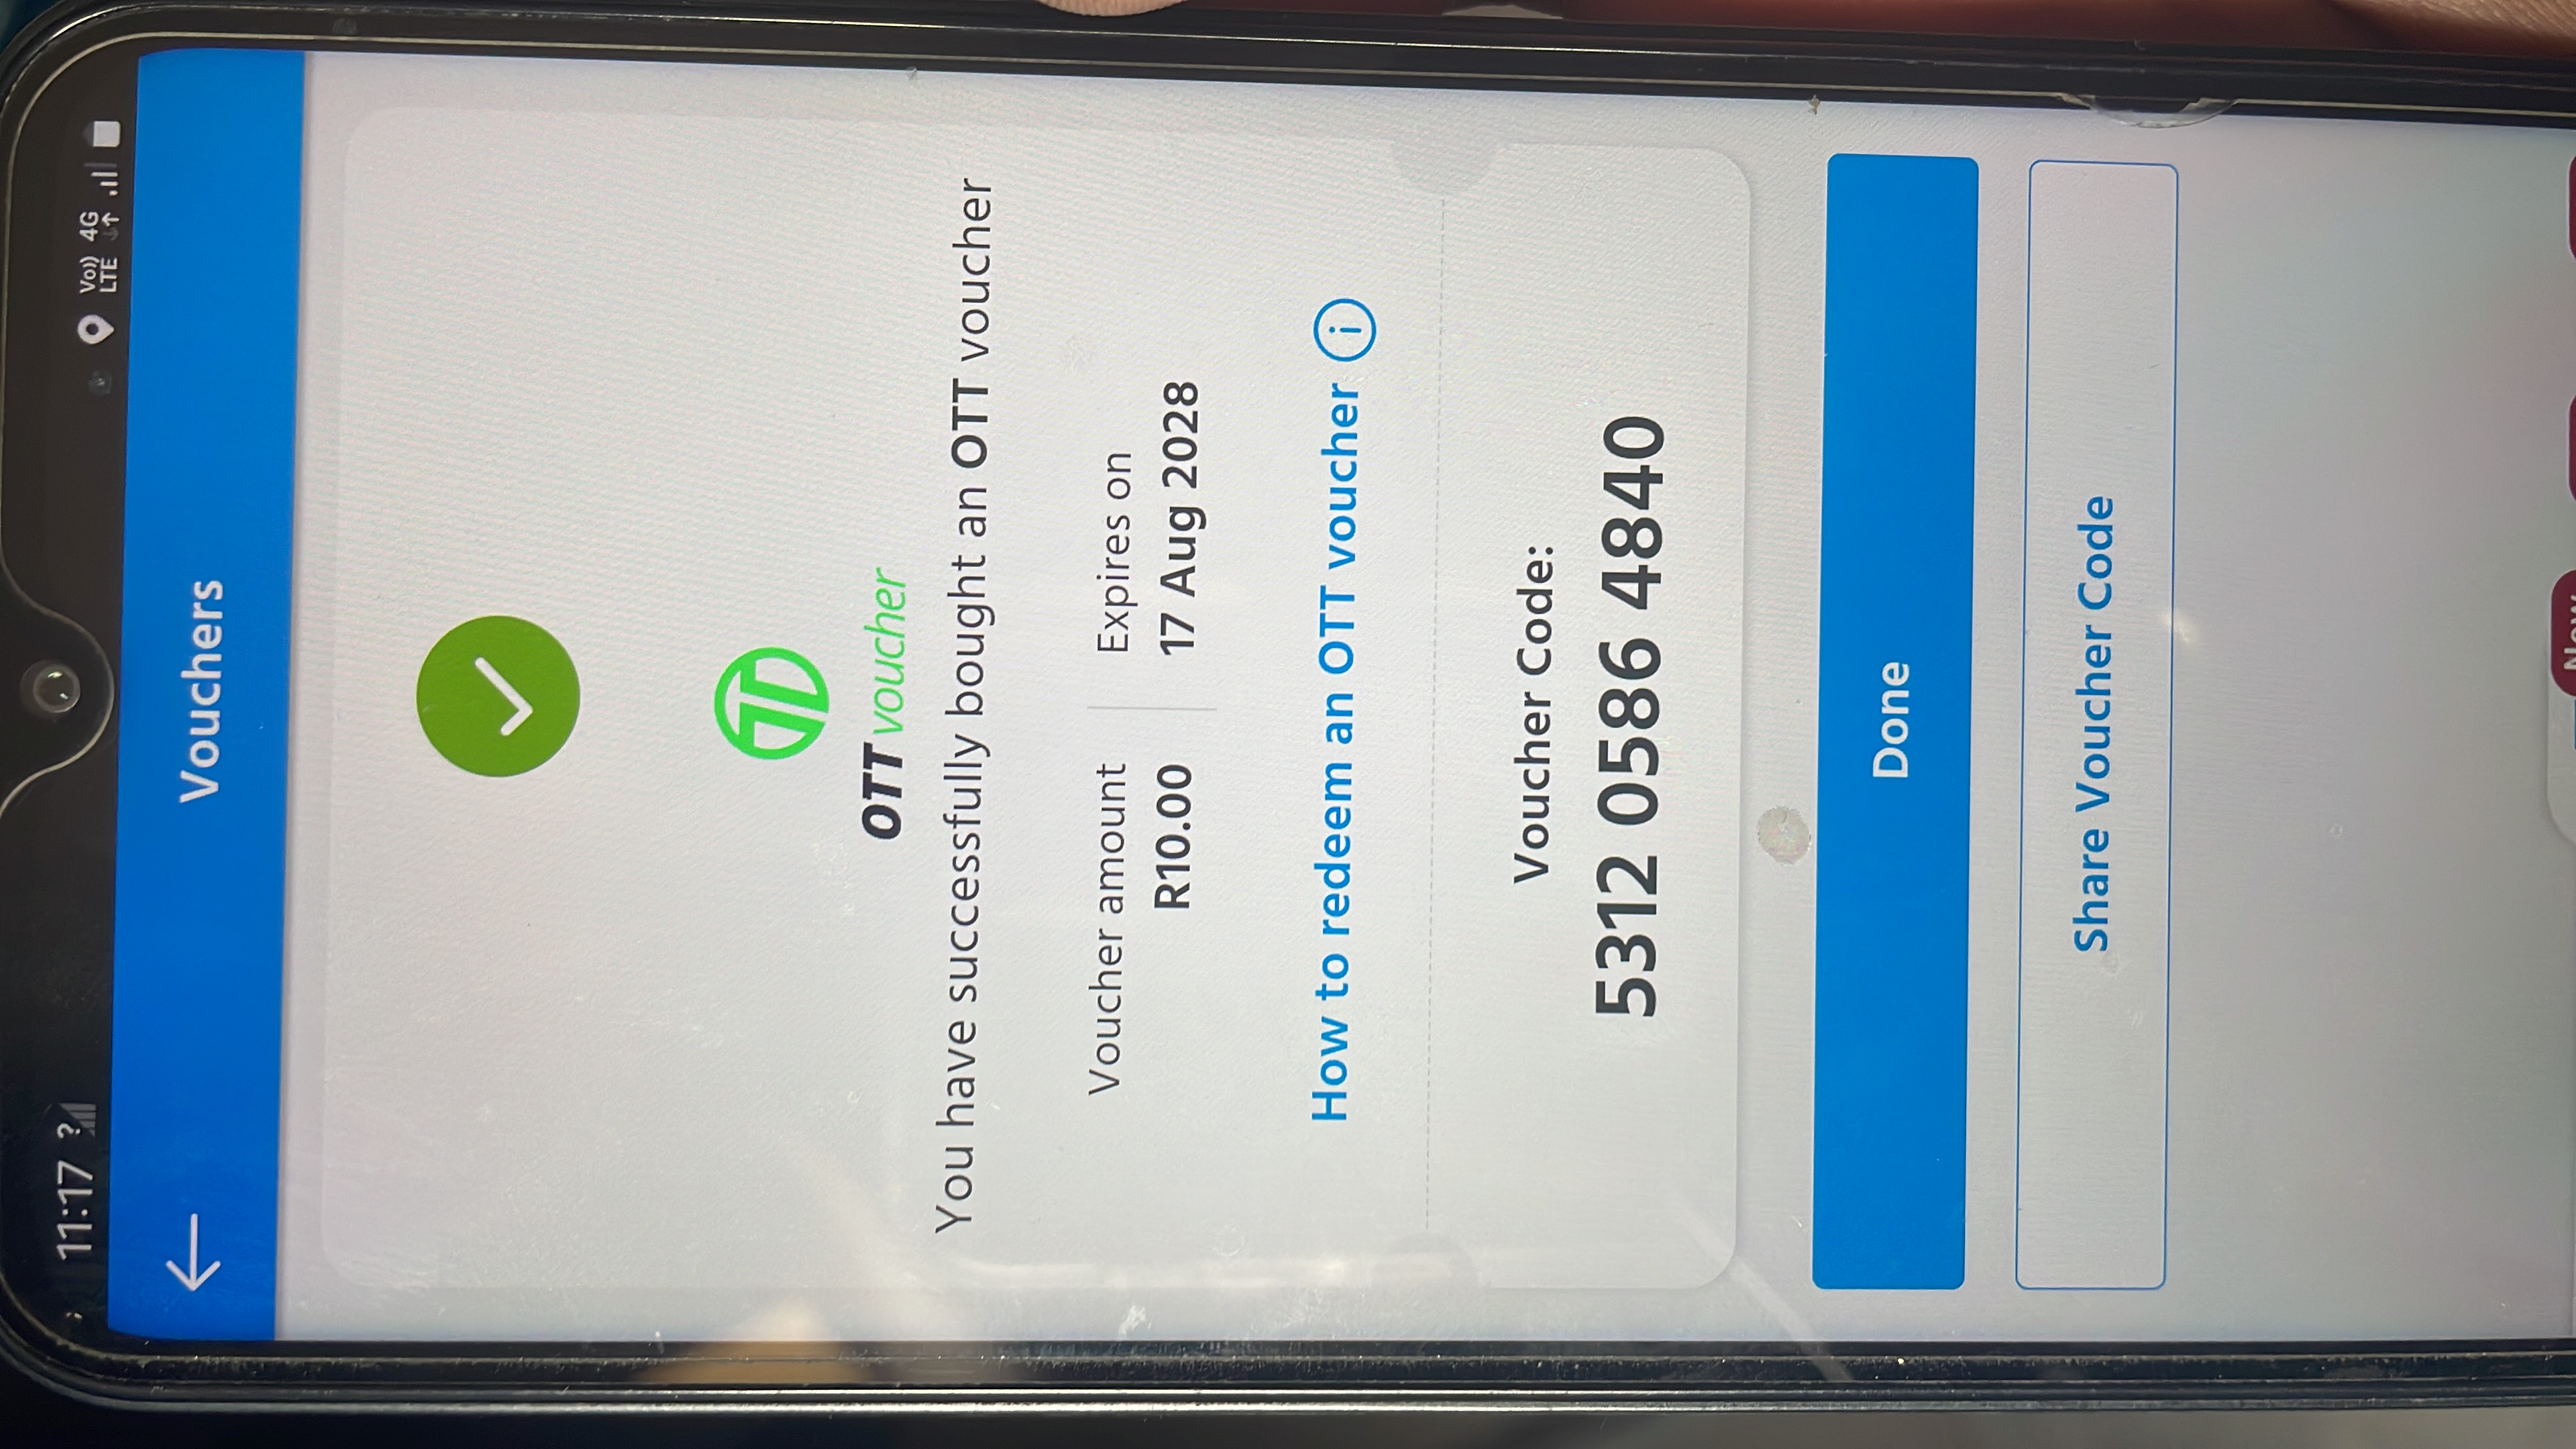 11:17 ?
Vo)) 4G
LTE
Vouchers
OTT voucher
You have successfully bought an OTT voucher
Voucher amount
R10.00
Expires on
17 Aug 2028
How to redeem an OTT voucher i
Voucher Code:
5312 0586 4840
Done
Share Voucher Code
New